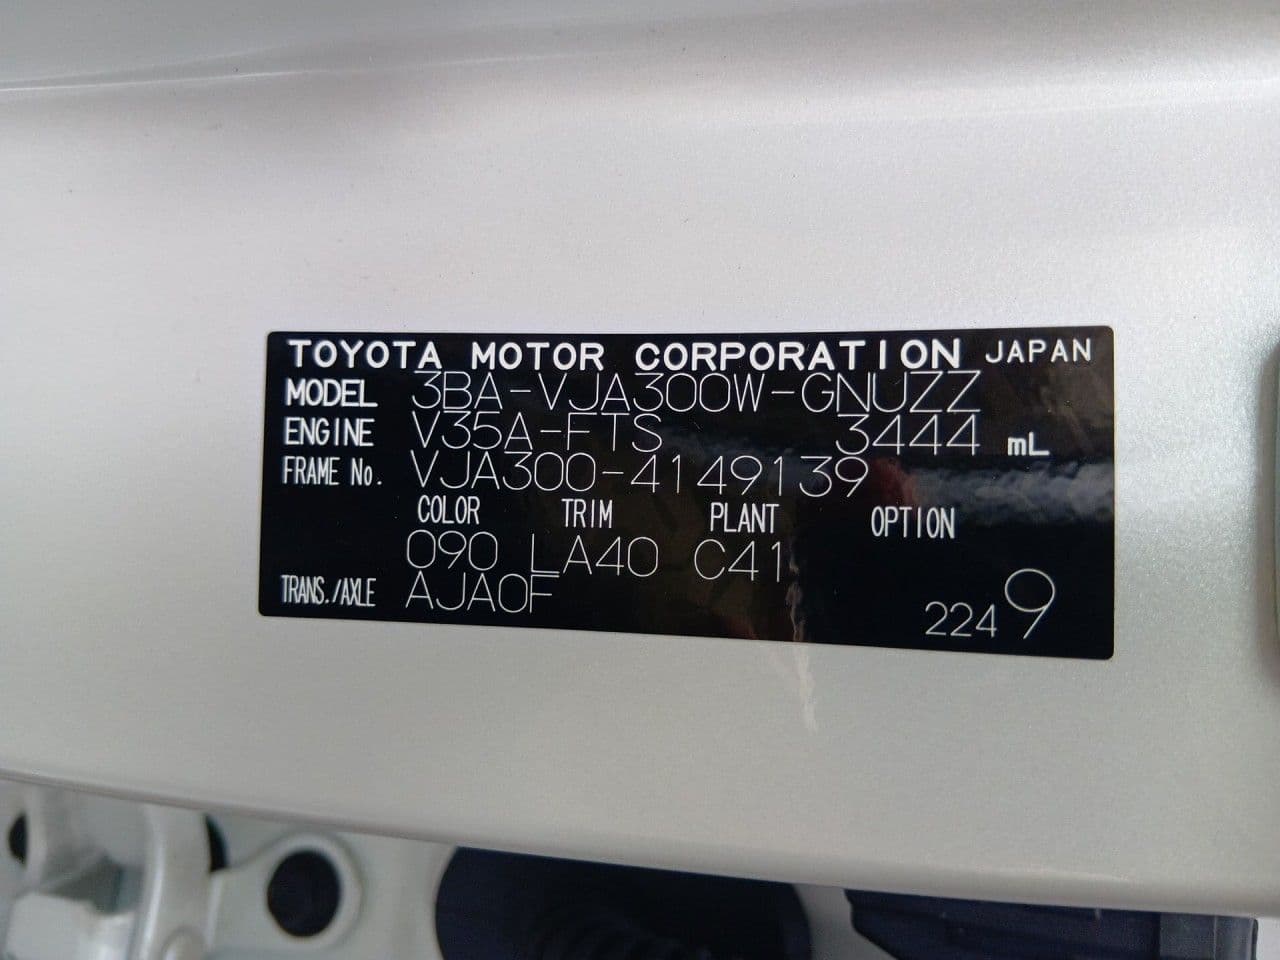 TOYOTA MOTOR CORPORATION JAPAN
MODEL 3BA-VJA300W-GNUZZ
ENGINE V35A-FTS 3444 mL
FRAME No. VJA300-4149139
COLOR TRIM PLANT OPTION
090 LA40 C41
TRANS./AXLE AJA0F
2249